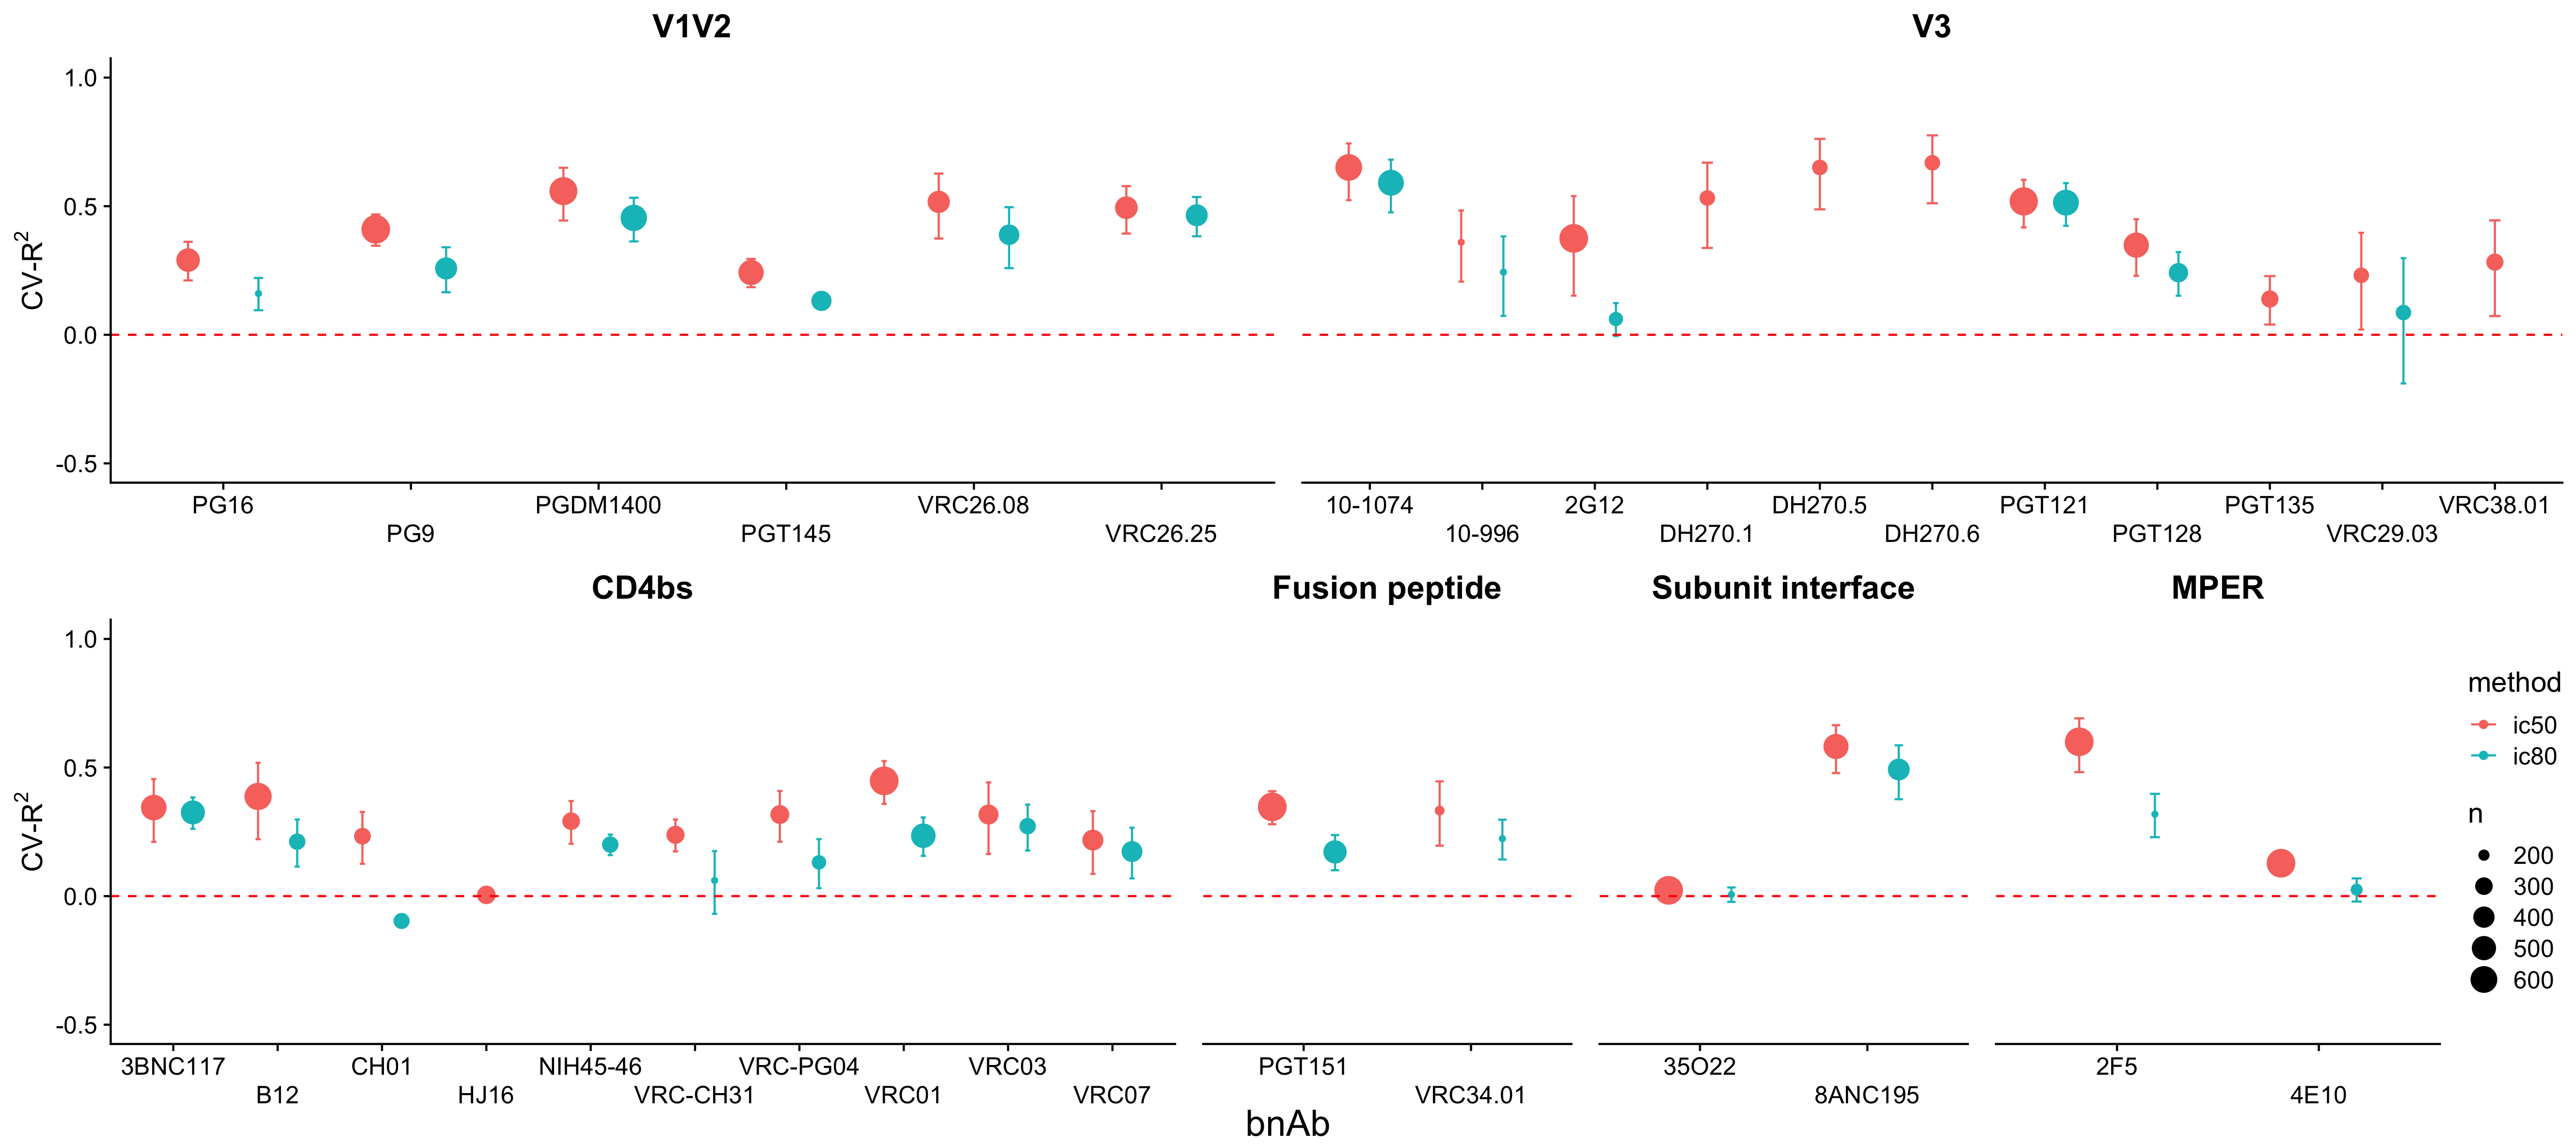 V1V2
V3
CV-R²
1.0
0.5
0.0
-0.5
PG16
PG9
PGDM1400
PGT145
VRC26.08
VRC26.25
10-1074
10-996
2G12
DH270.1
DH270.5
DH270.6
PGT121
PGT128
PGT135
VRC29.03
VRC38.01
CD4bs
Fusion peptide
Subunit interface
MPER
CV-R²
1.0
0.5
0.0
-0.5
3BNC117
B12
CH01
HJ16
NIH45-46
VRC-CH31
VRC-PG04
VRC01
VRC03
VRC07
PGT151
VRC34.01
35O22
8ANC195
2F5
4E10
bnAb
method
ic50
ic80
n
200
300
400
500
600